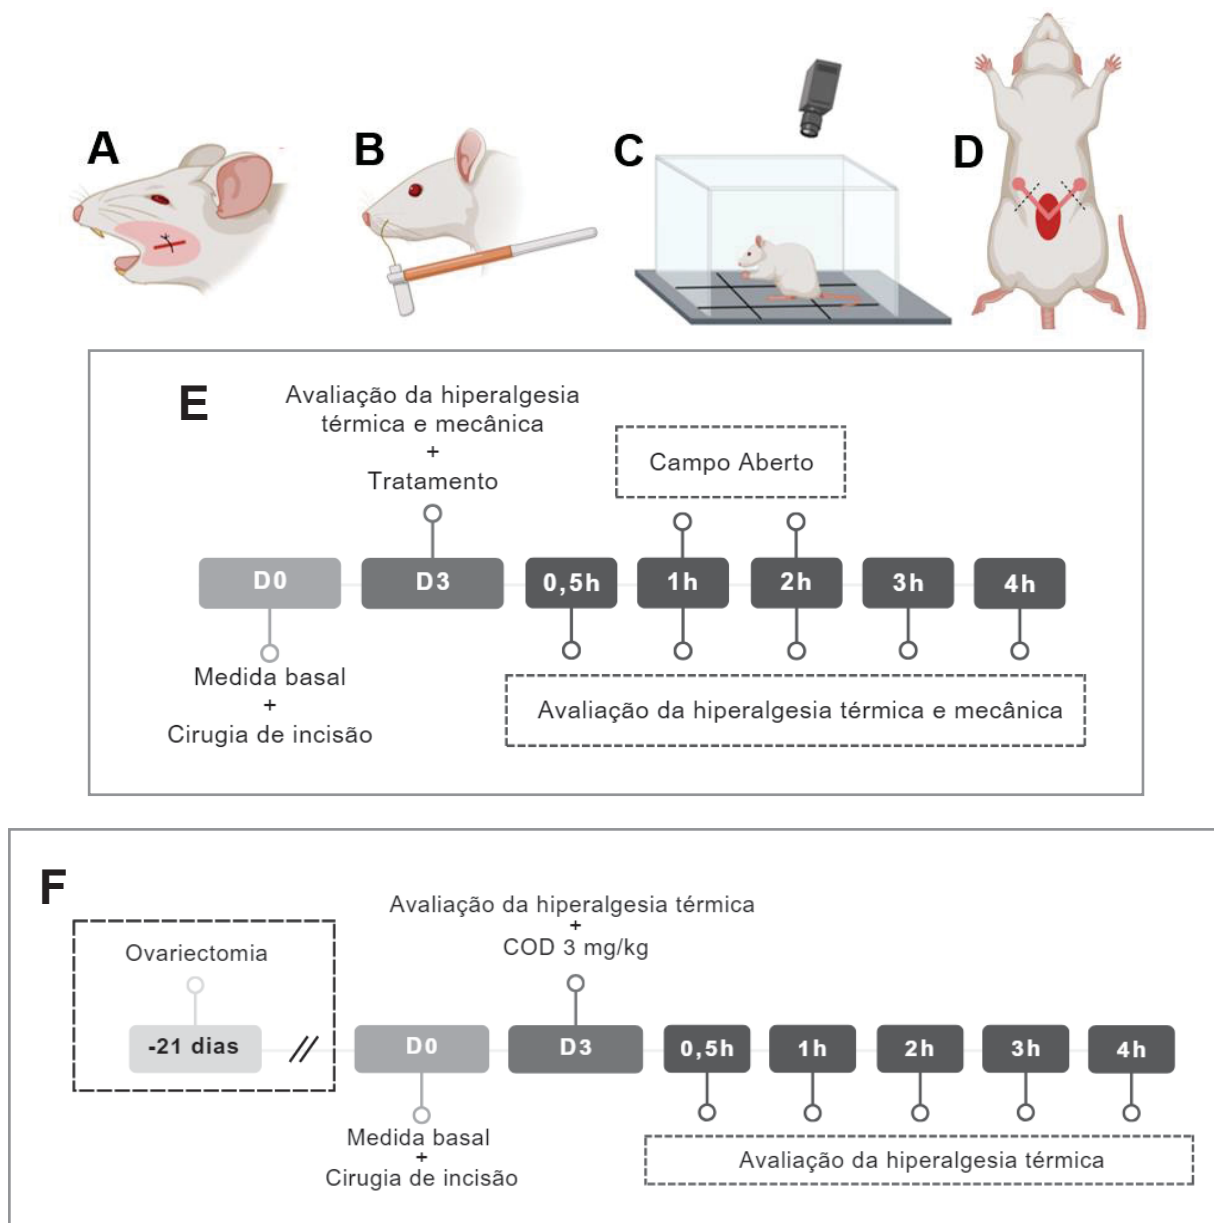 A
B
C
D
E
Avaliação da hiperalgesia
térmica e mecânica
+
Tratamento
Campo Aberto
D0
D3
0,5h
1h
2h
3h
4h
Medida basal
+
Cirugia de incisão
Avaliação da hiperalgesia térmica e mecânica
F
Ovariectomia
Avaliação da hiperalgesia térmica
+
COD 3 mg/kg
-21 dias
//
D0
D3
0,5h
1h
2h
3h
4h
Medida basal
+
Cirugia de incisão
Avaliação da hiperalgesia térmica